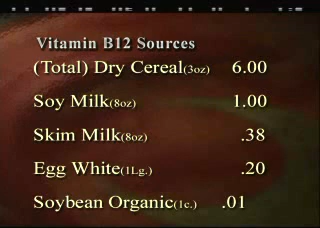 Vitamin B12 Sources
(Total) Dry Cereal(3oz) 6.00
Soy Milk(8oz) 1.00
Skim Milk(8oz) .38
Egg White(1Lg.) .20
Soybean Organic(1c.) .01